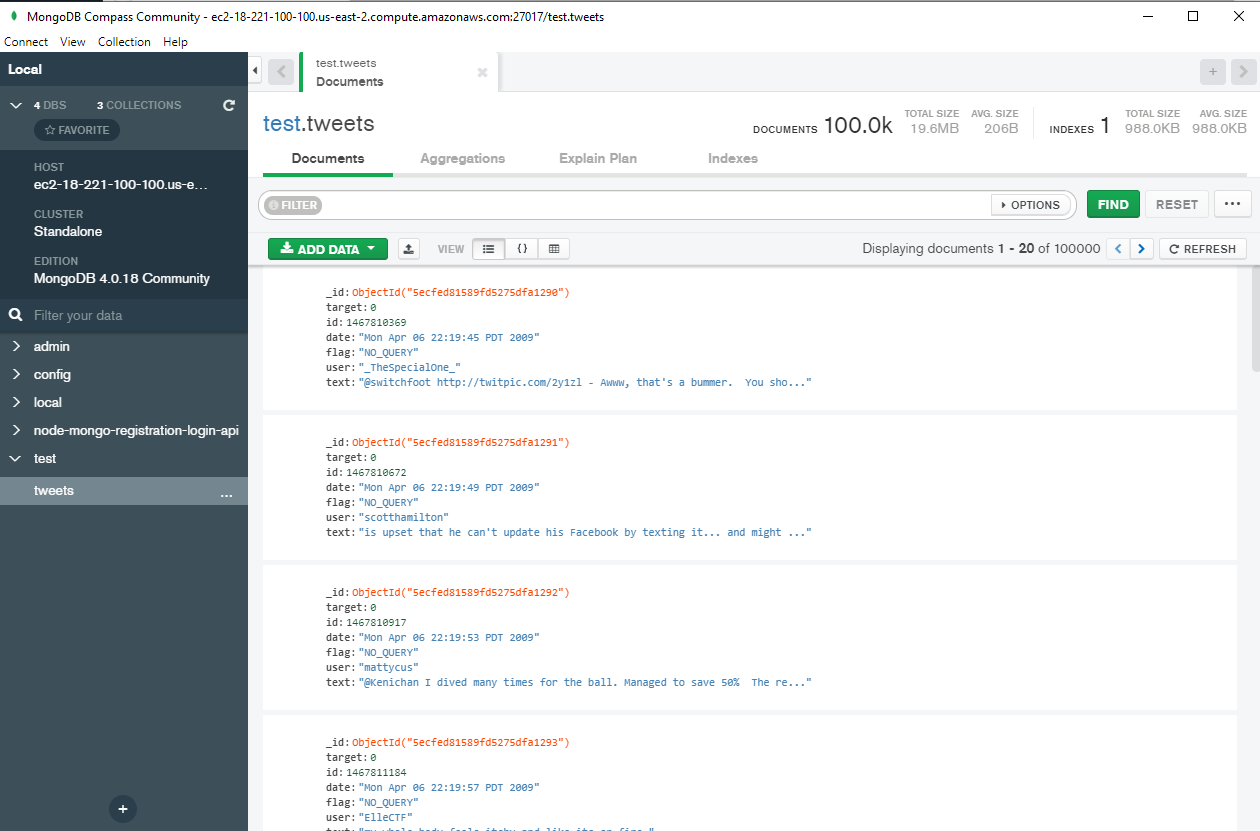 MongoDB Compass Community - ec2-18-221-100-100.us-east-2.compute.amazonaws.com:27017/test.tweets
Connect View Collection Help
Local
4 DBS 3 COLLECTIONS
FAVORITE
HOST
ec2-18-221-100-100.us-e...
CLUSTER
Standalone
EDITION
MongoDB 4.0.18 Community
Filter your data
admin
config
local
node-mongo-registration-login-api
test
tweets ...
test.tweets
Documents
test.tweets
DOCUMENTS 100.0k TOTAL SIZE 19.6MB AVG. SIZE 206B INDEXES 1 TOTAL SIZE 988.0KB AVG. SIZE 988.0KB
Documents Aggregations Explain Plan Indexes
FILTER OPTIONS FIND RESET ...
ADD DATA VIEW {} Displaying documents 1 - 20 of 100000 < > REFRESH
_id: ObjectId("5ecfed81589fd5275dfa1290")
target: 0
id: 1467810369
date: "Mon Apr 06 22:19:45 PDT 2009"
flag: "NO_QUERY"
user: "_TheSpecialOne_"
text: "@switchfoot http://twitpic.com/2y1zl - Awww, that's a bummer.  You sho..."
_id: ObjectId("5ecfed81589fd5275dfa1291")
target: 0
id: 1467810672
date: "Mon Apr 06 22:19:49 PDT 2009"
flag: "NO_QUERY"
user: "scotthamilton"
text: "is upset that he can't update his Facebook by texting it... and might ..."
_id: ObjectId("5ecfed81589fd5275dfa1292")
target: 0
id: 1467810917
date: "Mon Apr 06 22:19:53 PDT 2009"
flag: "NO_QUERY"
user: "mattycus"
text: "@Kenichan I dived many times for the ball. Managed to save 50%  The re..."
_id: ObjectId("5ecfed81589fd5275dfa1293")
target: 0
id: 1467811184
date: "Mon Apr 06 22:19:57 PDT 2009"
flag: "NO_QUERY"
user: "ElleCTF"
text: "my whole body feels itchy and like its on fire "